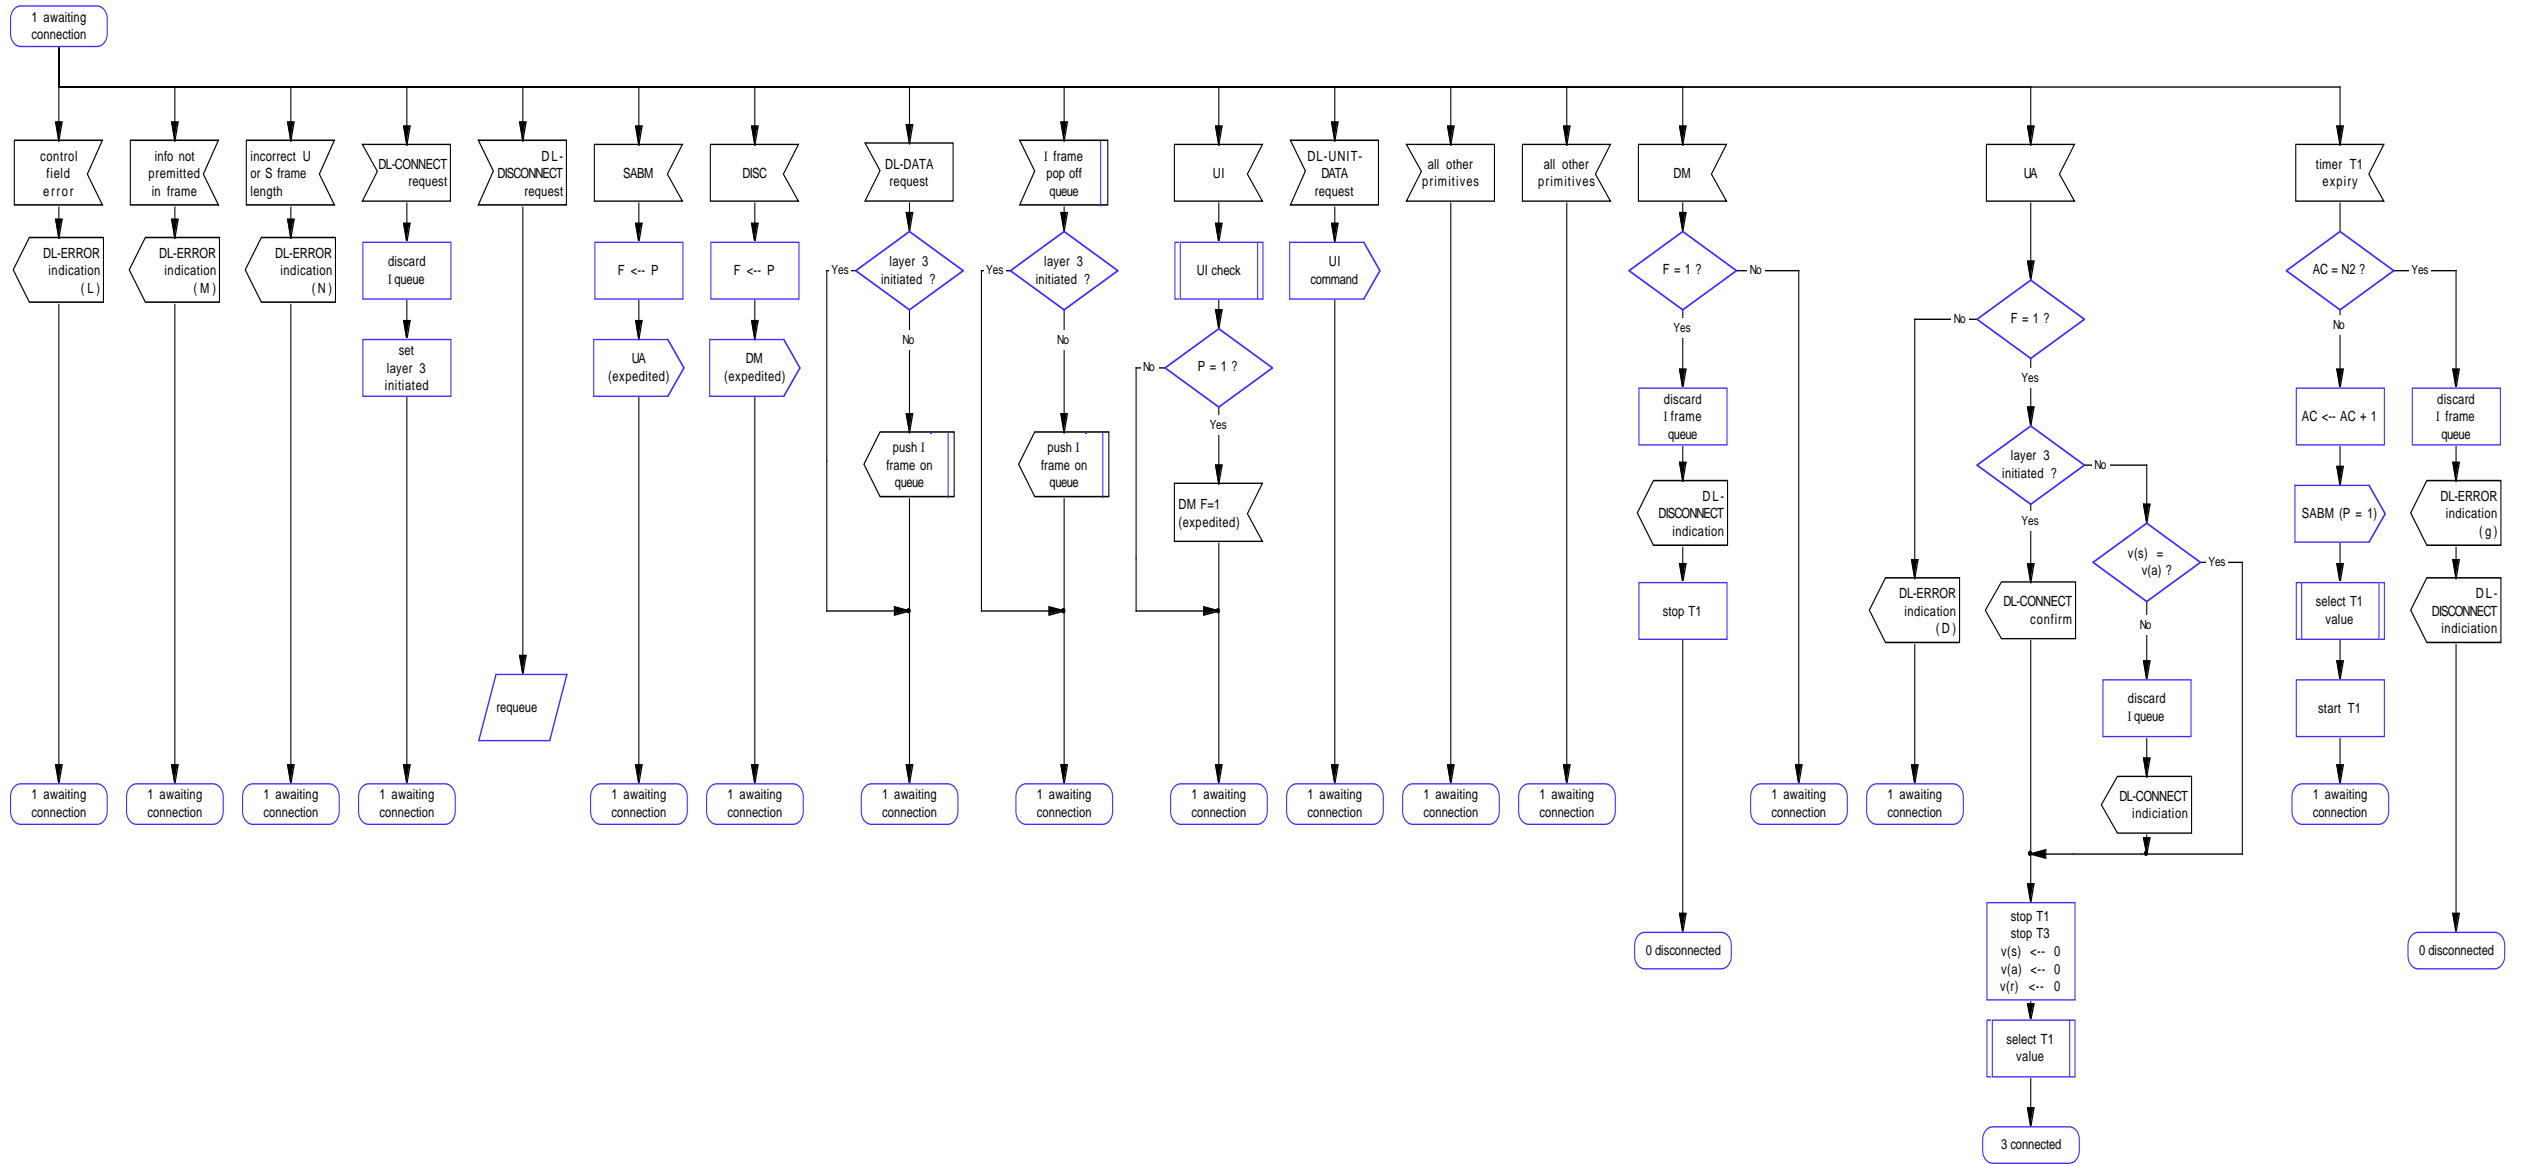 1 awaiting
connection
control
field
error
info not
premitted
in frame
incorrect U
or S frame
length
DL-CONNECT
request
DL-
DISCONNECT
request
SABM
DISC
DL-DATA
request
I frame
pop off
queue
UI
DL-UNIT-
DATA
request
all other
primitives
all other
primitives
DM
UA
timer T1
expiry
DL-ERROR
indication
(L)
DL-ERROR
indication
(M)
DL-ERROR
indication
(N)
discard
I queue
set
layer 3
initiated
requeue
F <-- P
UA
(expedited)
F <-- P
DM
(expedited)
layer 3
initiated ?
Yes
No
push I
frame on
queue
layer 3
initiated ?
Yes
No
push I
frame on
queue
UI check
P = 1 ?
No
Yes
DM F=1
(expedited)
UI
command
F = 1 ?
No
Yes
discard
I frame
queue
DL-
DISCONNECT
indication
stop T1
F = 1 ?
No
Yes
DL-ERROR
indication
(D)
layer 3
initiated ?
No
Yes
DL-CONNECT
confirm
v(s) =
v(a) ?
Yes
No
discard
I queue
DL-CONNECT
indiciation
AC = N2 ?
Yes
No
AC <-- AC + 1
SABM (P = 1)
select T1
value
start T1
discard
I frame
queue
DL-ERROR
indication
(g)
DL-
DISCONNECT
indiciation
1 awaiting
connection
1 awaiting
connection
1 awaiting
connection
1 awaiting
connection
1 awaiting
connection
1 awaiting
connection
1 awaiting
connection
1 awaiting
connection
1 awaiting
connection
1 awaiting
connection
1 awaiting
connection
1 awaiting
connection
1 awaiting
connection
1 awaiting
connection
1 awaiting
connection
0 disconnected
stop T1
stop T3
v(s) <-- 0
v(a) <-- 0
v(r) <-- 0
select T1
value
3 connected
0 disconnected